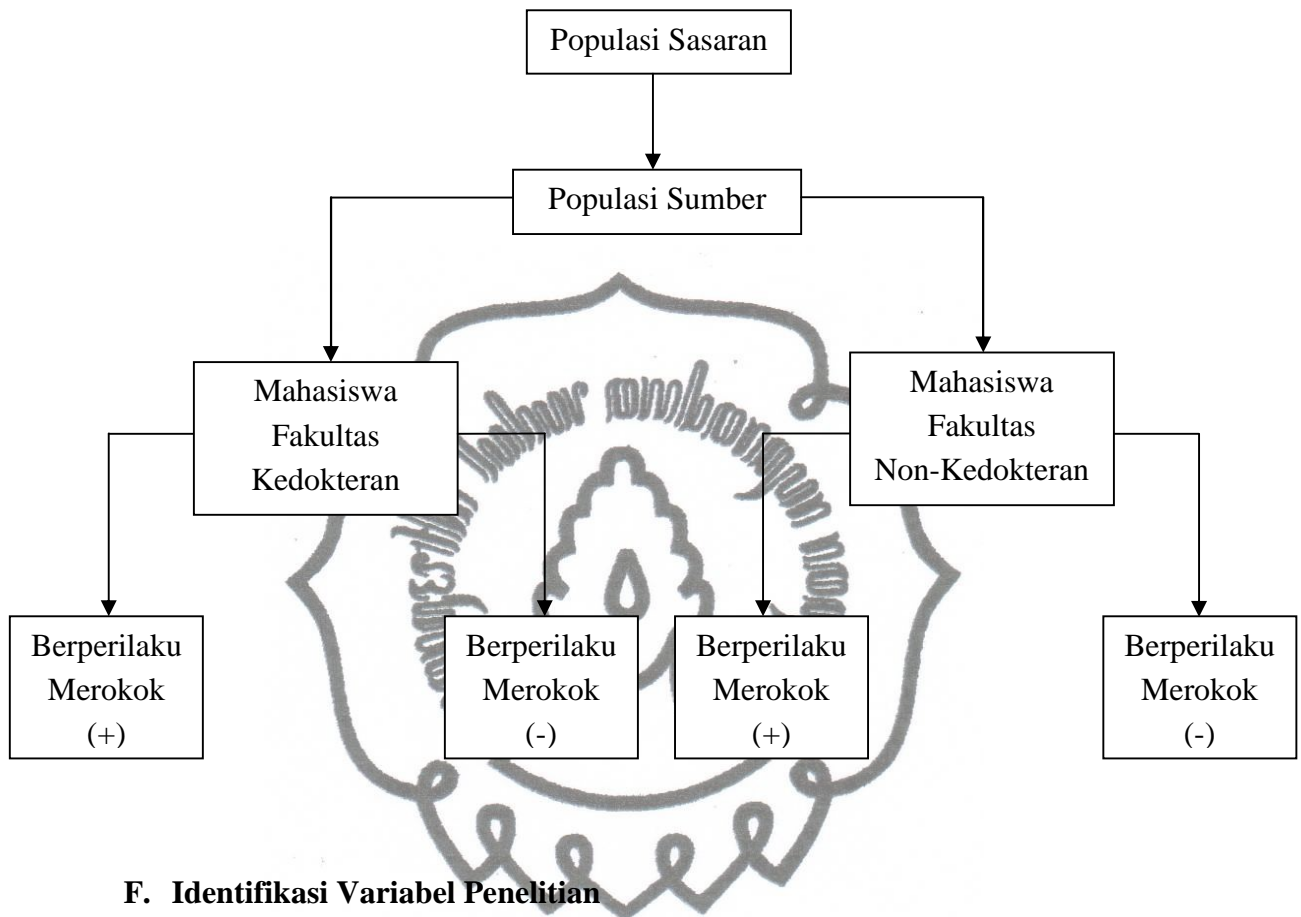 Populasi Sasaran
Populasi Sumber
Mahasiswa
Fakultas
Kedokteran
Mahasiswa
Fakultas
Non-Kedokteran
Berperilaku
Merokok
(+)
Berperilaku
Merokok
(-)
Berperilaku
Merokok
(+)
Berperilaku
Merokok
(-)
F. Identifikasi Variabel Penelitian